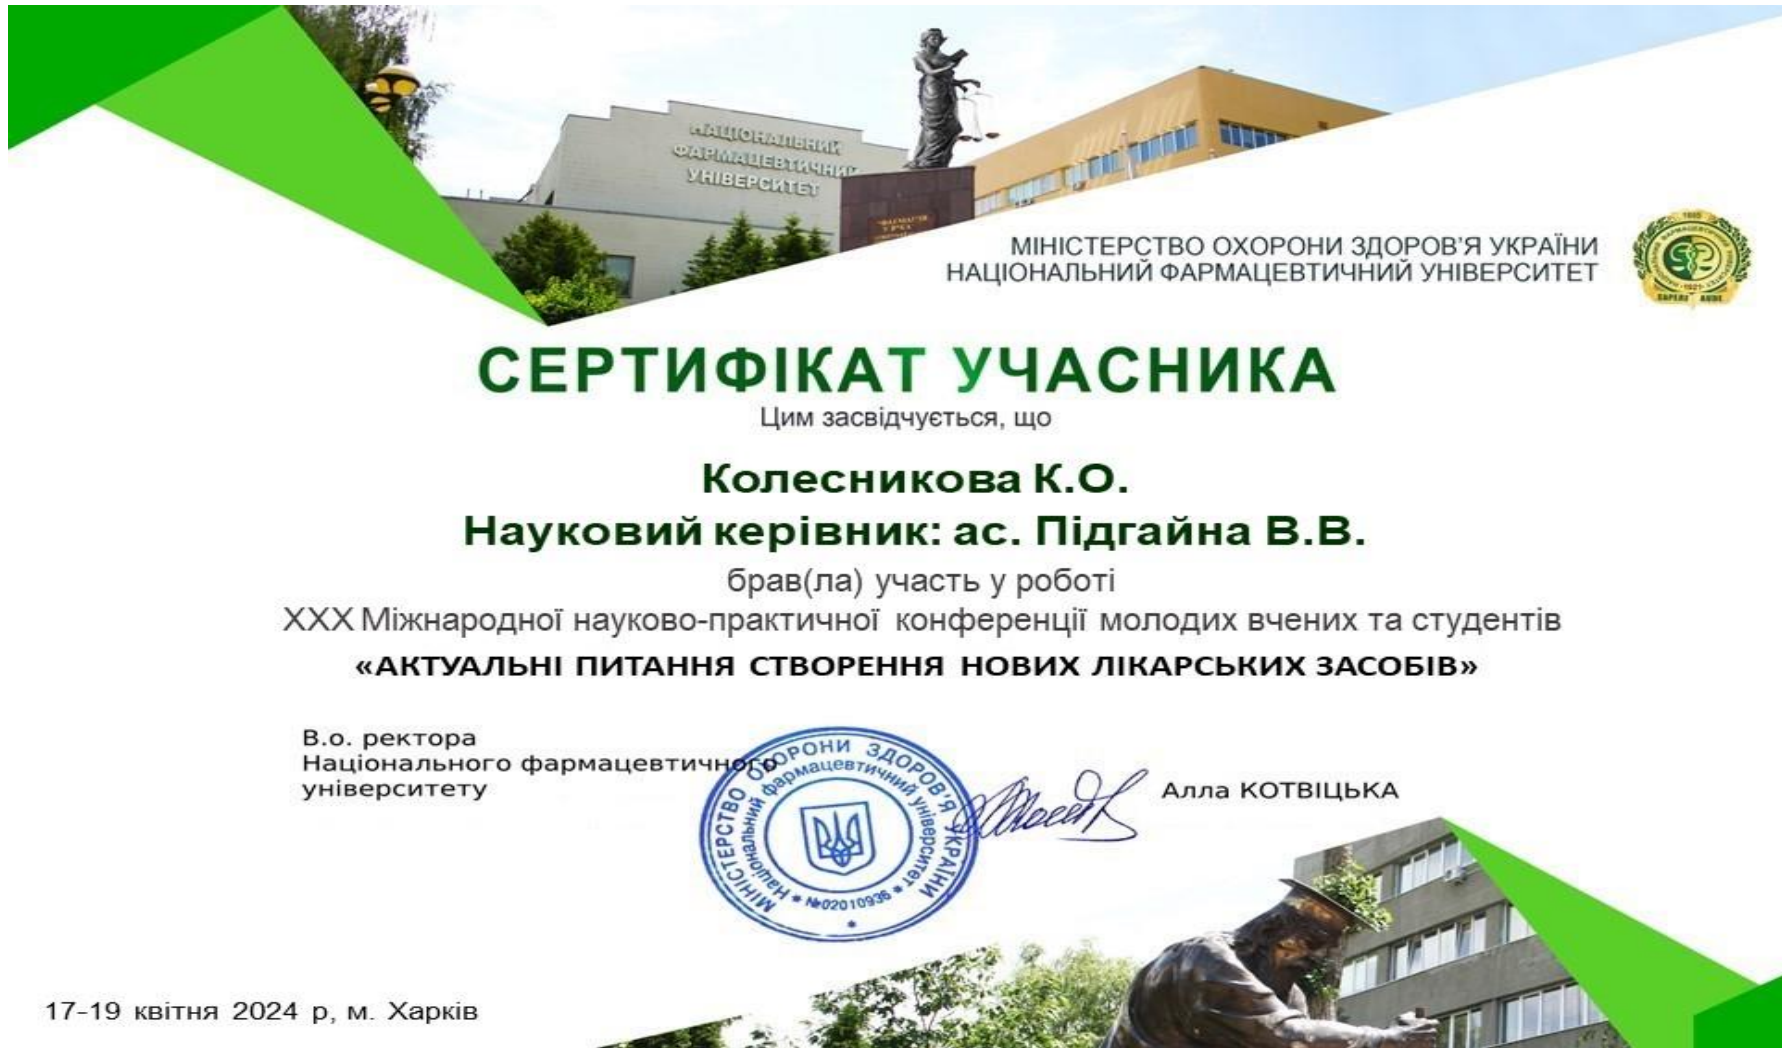 НАЦІОНАЛЬНИЙ
ФАРМАЦЕВТИЧНИЙ
УНІВЕРСИТЕТ
МІНІСТЕРСТВО ОХОРОНИ ЗДОРОВ'Я УКРАЇНИ
НАЦІОНАЛЬНИЙ ФАРМАЦЕВТИЧНИЙ УНІВЕРСИТЕТ
SAPERE AUDE
СЕРТИФІКАТ УЧАСНИКА
Цим засвідчується, що
Колесникова К.О.
Науковий керівник: ас. Підгайна В.В.
брав(ла) участь у роботі
ХХХ Міжнародної науково-практичної конференції молодих вчених та студентів
«АКТУАЛЬНІ ПИТАННЯ СТВОРЕННЯ НОВИХ ЛІКАРСЬКИХ ЗАСОБІВ»
В.о. ректора
Національного фармацевтичного
університету
МІНІСТЕРСТВО ОХОРОНИ ЗДОРОВ'Я УКРАЇНИ
Національний фармацевтичний університет
№02010936
Алла КОТВІЦЬКА
17-19 квітня 2024 р, м. Харків